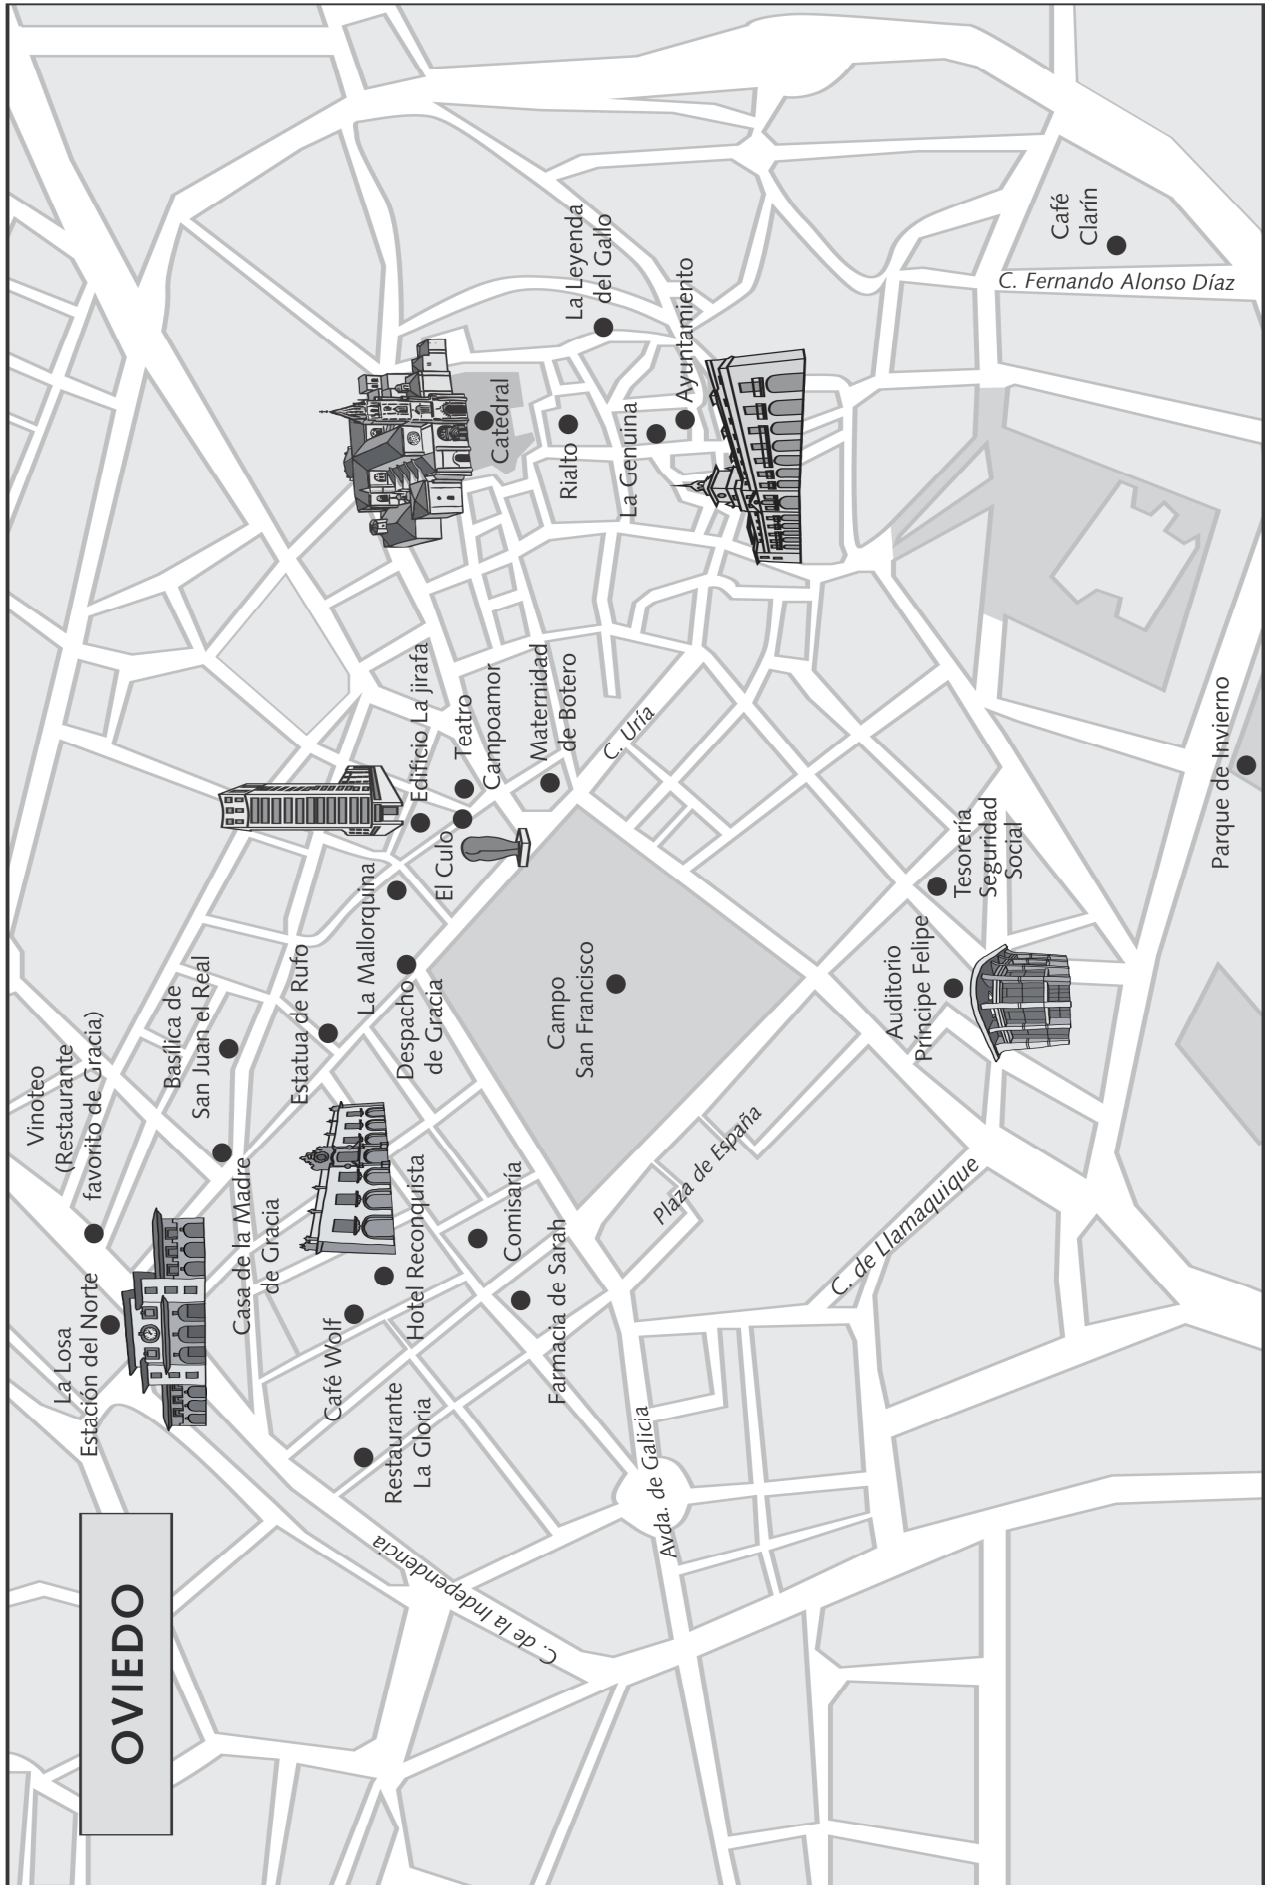 OVIEDO
La Losa
Estación del Norte
Vinoteo
(Restaurante
favorito de Gracia)
Basílica de
San Juan el Real
Casa de la Madre
de Gracia
Estatua de Rufo
La Mallorquina
Despacho
de Gracia
Edificio La jirafa
El Culo
Teatro
Campoamor
Maternidad
de Botero
C. Uría
Catedral
Rialto
La Leyenda
del Gallo
La Genuina
Ayuntamiento
Café
Clarín
C. Fernando Alonso Díaz
Café Wolf
Hotel Reconquista
Restaurante
La Gloria
Comisaría
Farmacia de Sarah
Campo
San Francisco
Plaza de España
C. de Llamaquique
Avda. de Galicia
C. de la Independencia
Auditorio
Príncipe Felipe
Tesorería
Seguridad
Social
Parque de Invierno